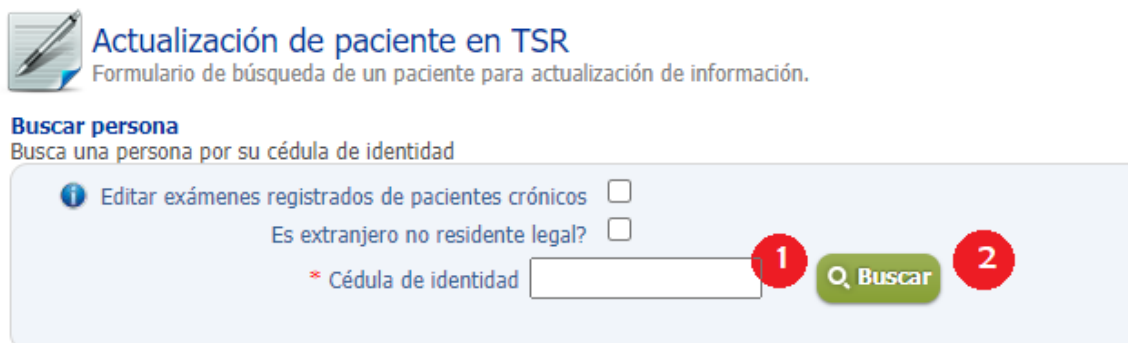 Actualización de paciente en TSR
Formulario de búsqueda de un paciente para actualización de información.
Buscar persona
Busca una persona por su cédula de identidad
Editar exámenes registrados de pacientes crónicos
Es extranjero no residente legal?
* Cédula de identidad 1 Buscar 2